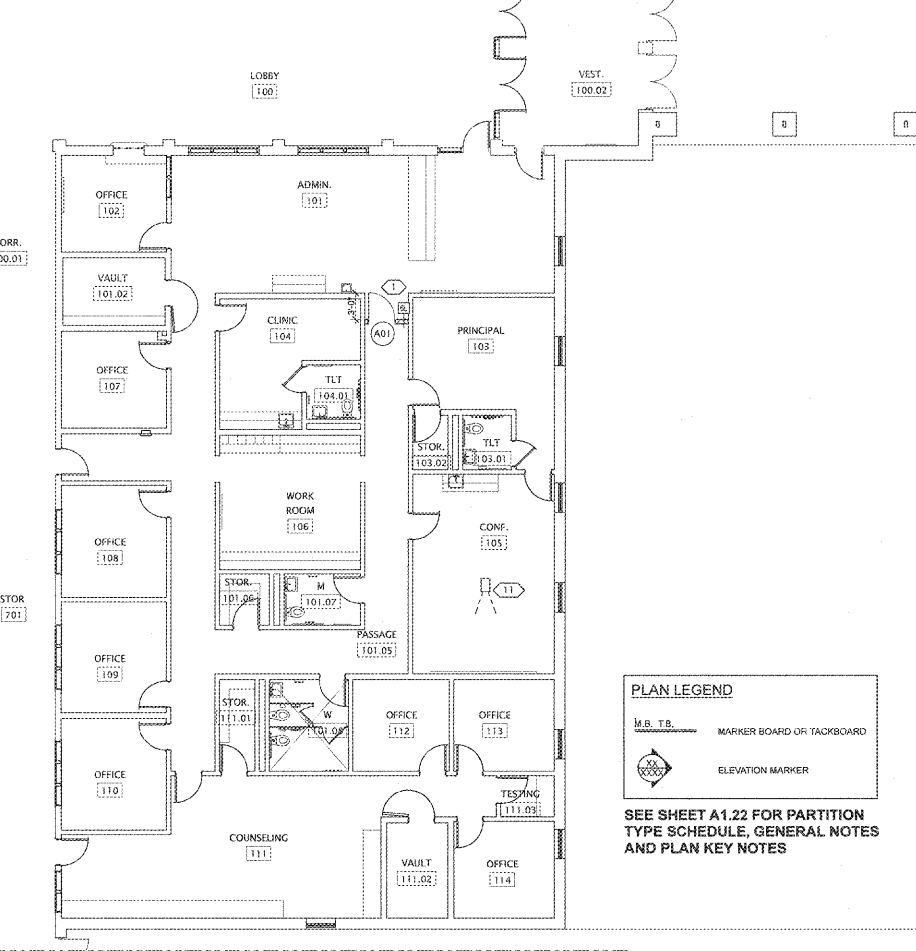 LOBBY
100
VEST.
100.02
OFFICE
102
ADMIN.
101
ORR.
00.01
VAULT
101.02
1
3'-0"
CLINIC
104
A01
PRINCIPAL
103
OFFICE
107
TLT
104.01
STOR.
103.02
TLT
103.01
WORK
ROOM
106
CONF.
105
OFFICE
108
STOR.
101.06
M
101.07
11
STOR
701
OFFICE
109
PASSAGE
101.05
STOR.
111.01
W
OFFICE
112
OFFICE
113
OFFICE
110
TESTING
111.03
COUNSELING
111
VAULT
111.02
OFFICE
114
PLAN LEGEND
M.B. T.B.
MARKER BOARD OR TACKBOARD
XX
XXXX
ELEVATION MARKER
SEE SHEET A1.22 FOR PARTITION
TYPE SCHEDULE, GENERAL NOTES
AND PLAN KEY NOTES